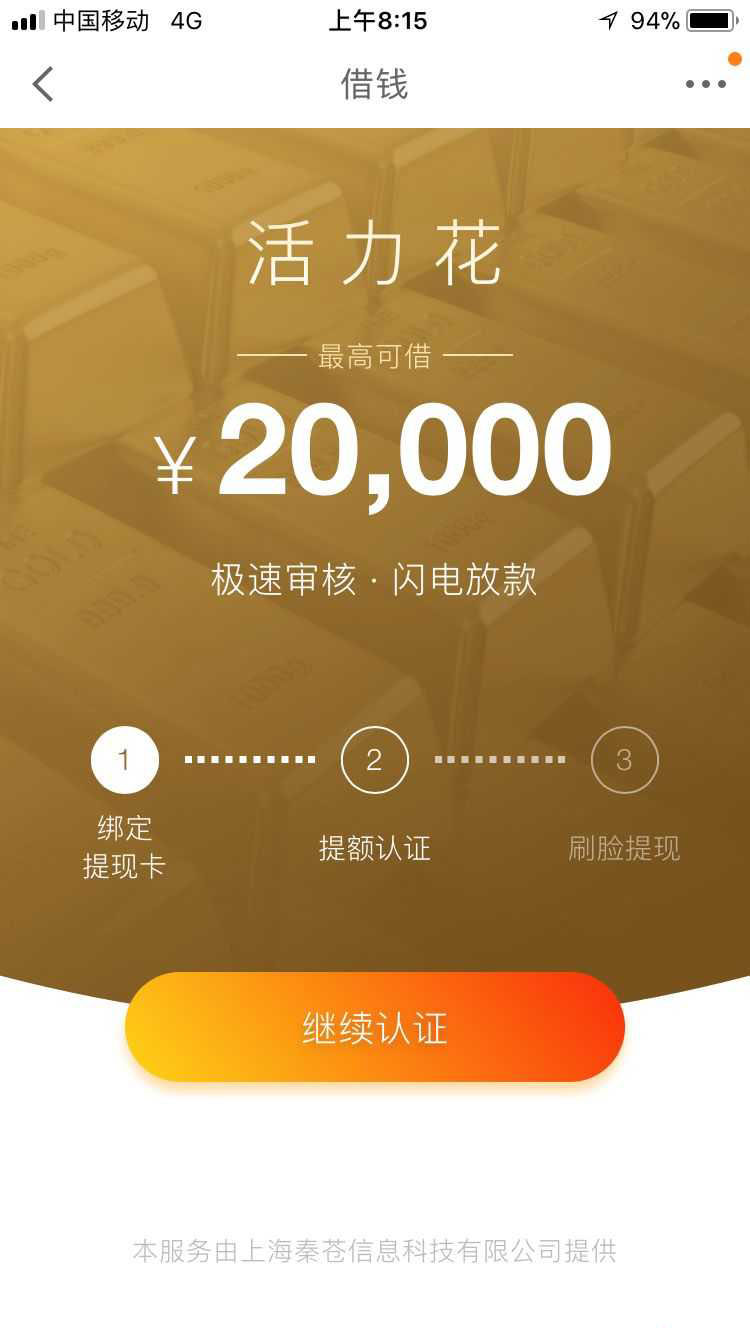 中国移动 4G 上午8:15 94%
借钱
活力花
最高可借
￥20,000
极速审核·闪电放款
1 2 3
绑定
提现卡
提额认证
刷脸提现
继续认证
本服务由上海秦苍信息科技有限公司提供